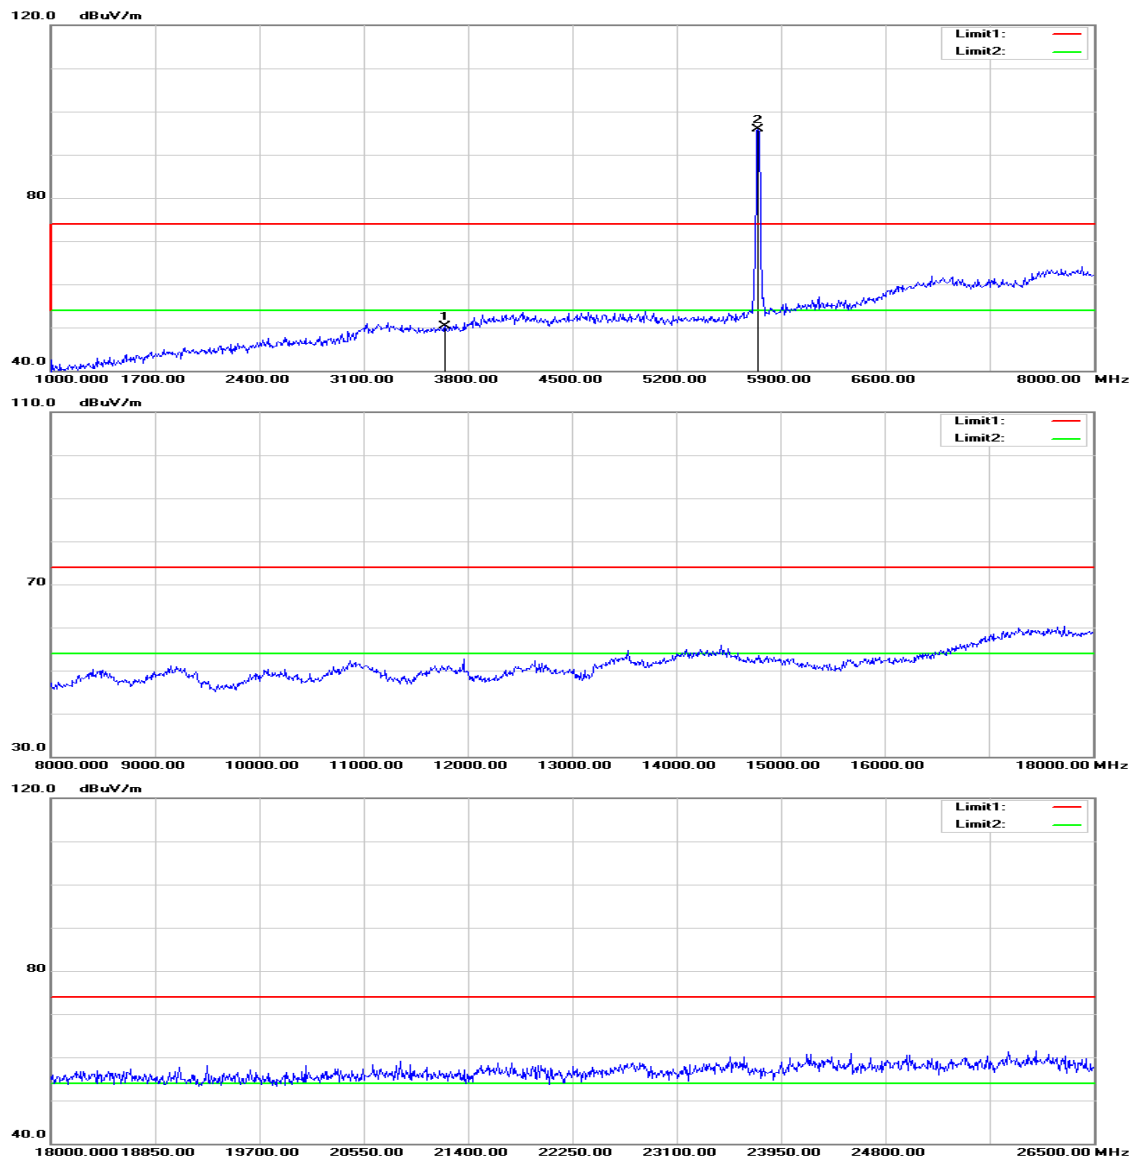 120.0 dBuV/m
Limit1:
Limit2:
2
80
1
40.0
1000.000 1700.00 2400.00 3100.00 3800.00 4500.00 5200.00 5900.00 6600.00 8000.00 MHz
110.0 dBuV/m
Limit1:
Limit2:
70
30.0
8000.000 9000.00 10000.00 11000.00 12000.00 13000.00 14000.00 15000.00 16000.00 18000.00 MHz
120.0 dBuV/m
Limit1:
Limit2:
80
40.0
18000.000 18850.00 19700.00 20550.00 21400.00 22250.00 23100.00 23950.00 24800.00 26500.00 MHz